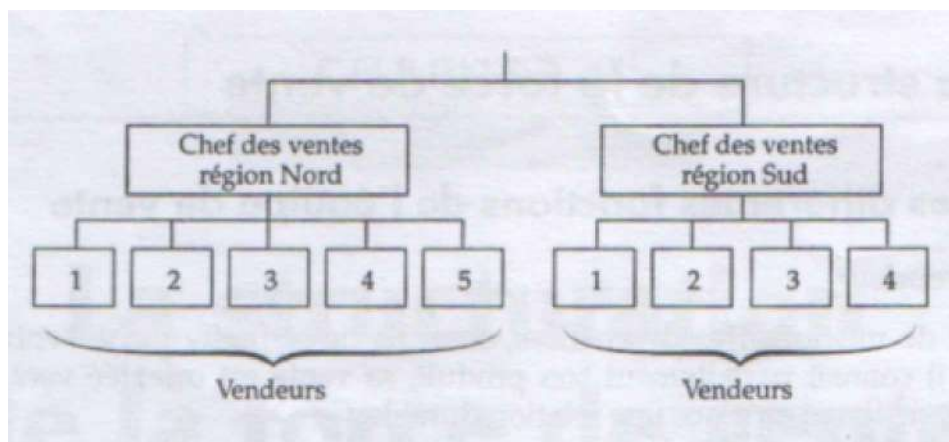 Chef des ventes
région Nord
Chef des ventes
région Sud
1 2 3 4 5
1 2 3 4
Vendeurs
Vendeurs